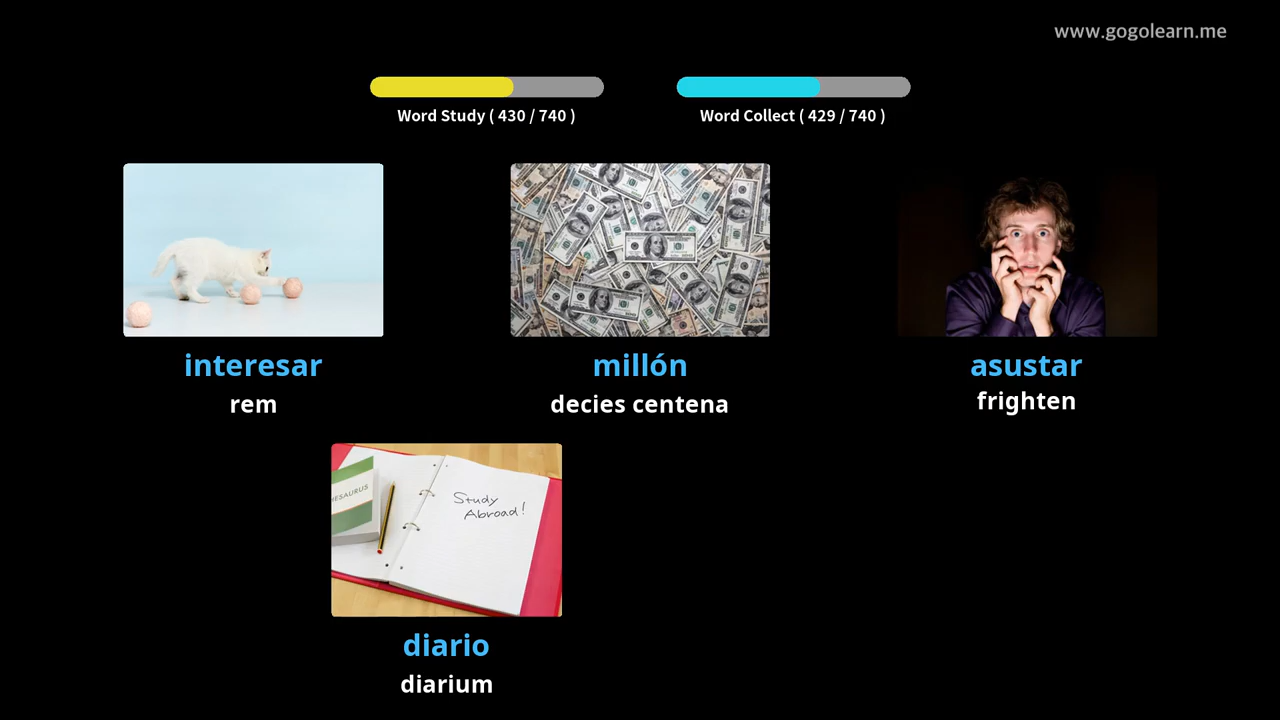 www.gogolearn.me
Word Study ( 430 / 740 )
Word Collect ( 429 / 740 )
interesar
rem
millón
decies centena
asustar
frighten
ESAURUS
Study
Abroad!
diario
diarium